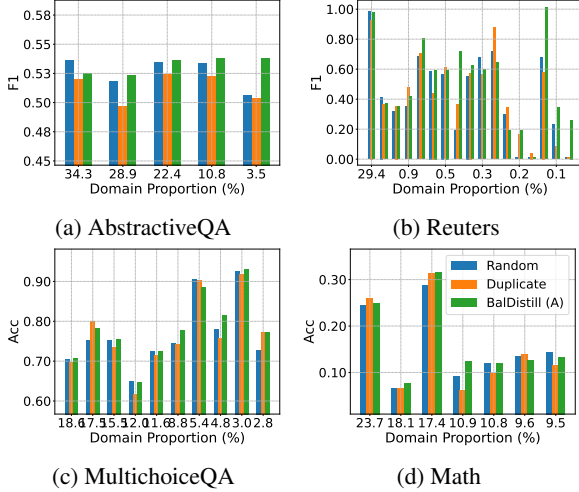 0.58
0.55
0.53
0.50
0.48
0.45
F1
34.3 28.9 22.4 10.8 3.5
Domain Proportion (%)
(a) AbstractiveQA
1.00
0.80
0.60
0.40
0.20
0.00
F1
29.4 0.9 0.5 0.3 0.2 0.1
Domain Proportion (%)
(b) Reuters
0.90
0.80
0.70
0.60
Acc
18.6 17.5 15.5 12.0 11.6 8.8 5.4 4.8 3.0 2.8
Domain Proportion (%)
(c) MultichoiceQA
Random
Duplicate
BalDistill (A)
0.30
0.20
0.10
Acc
23.7 18.1 17.4 10.9 10.8 9.6 9.5
Domain Proportion (%)
(d) Math